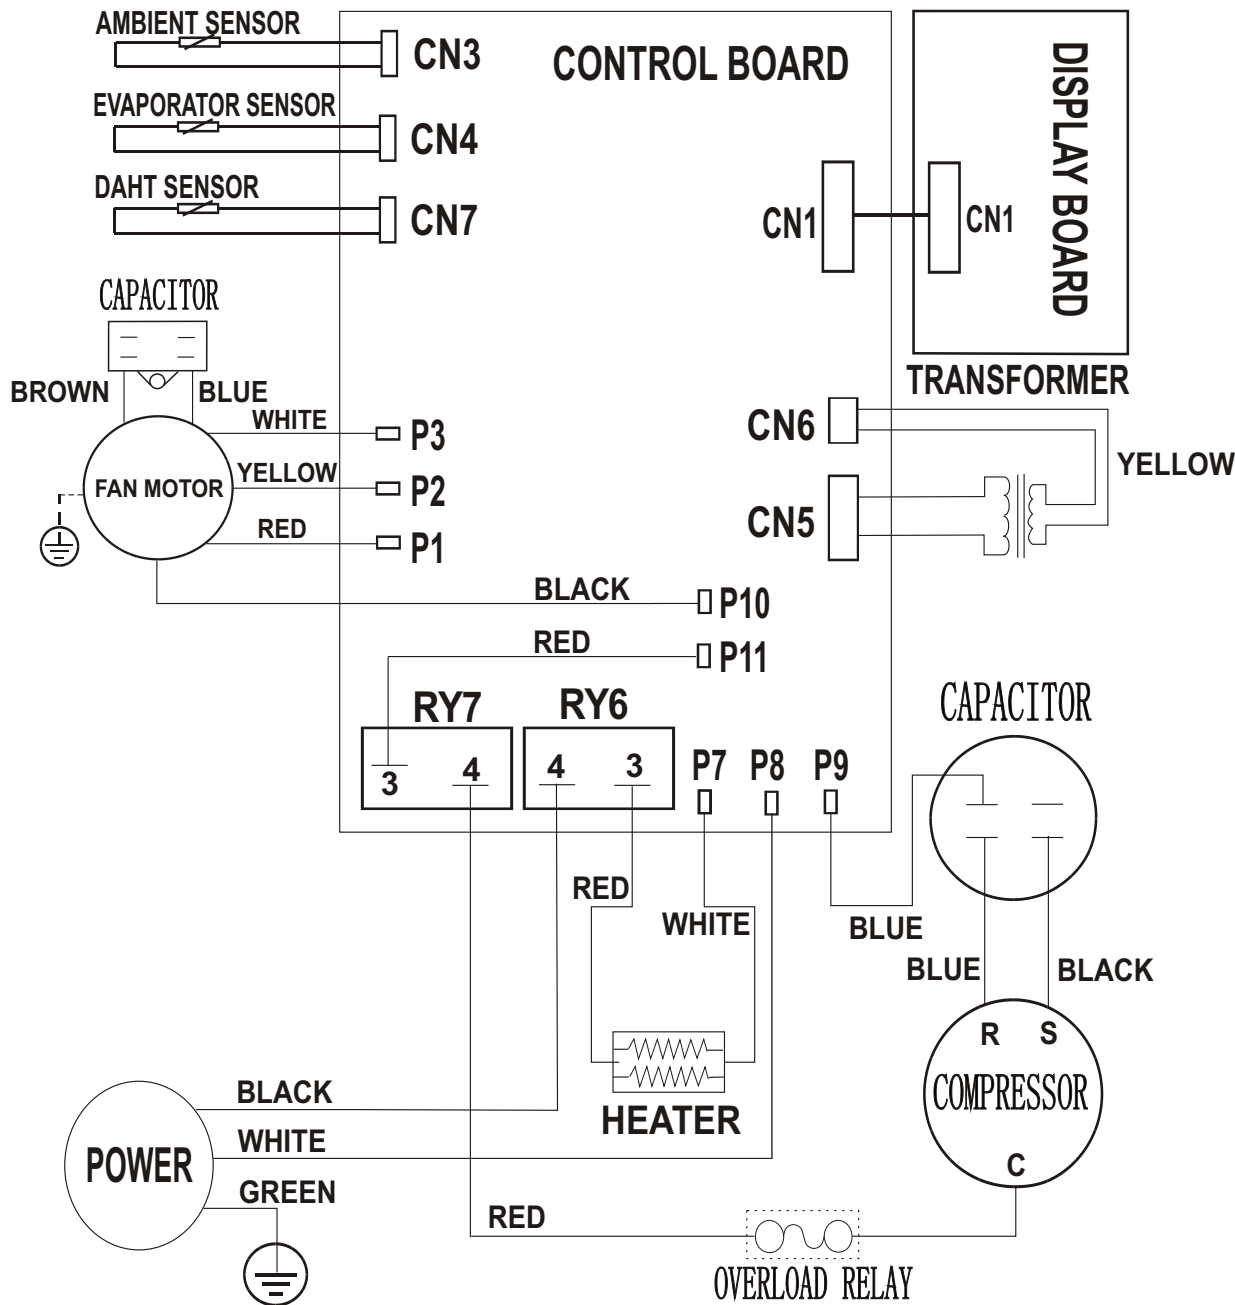 AMBIENT SENSOR
CN3
CONTROL BOARD
DISPLAY BOARD
EVAPORATOR SENSOR
CN4
DAHT SENSOR
CN7
CN1
CN1
CAPACITOR
TRANSFORMER
BROWN
BLUE
WHITE
P3
CN6
YELLOW
FAN MOTOR
YELLOW
P2
CN5
RED
P1
BLACK
P10
RED
P11
RY7
RY6
CAPACITOR
3
4
4
3
P7
P8
P9
RED
WHITE
BLUE
BLUE
BLACK
R
S
COMPRESSOR
C
HEATER
POWER
BLACK
WHITE
GREEN
RED
OVERLOAD RELAY